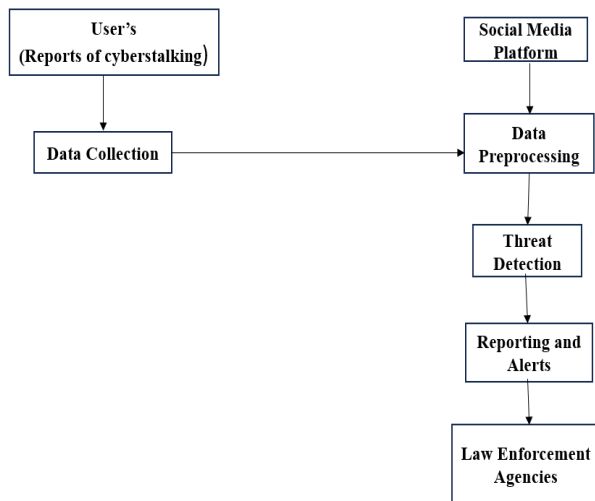 User’s
(Reports of cyberstalking)
Social Media
Platform
Data Collection
Data
Preprocessing
Threat
Detection
Reporting and
Alerts
Law Enforcement
Agencies